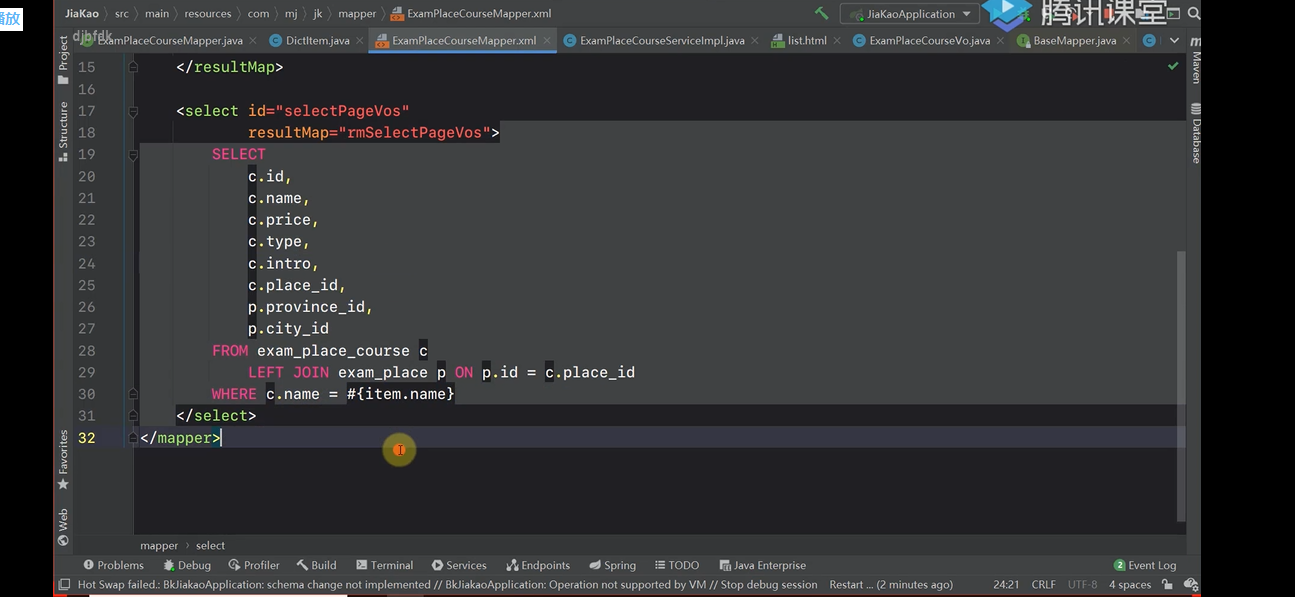 播放
JiaKao 〉 src 〉 main 〉 resources 〉 com 〉 mj 〉 jk 〉 mapper 〉 ExamPlaceCourseMapper.xml
JiaKaoApplication
腾讯课堂
djhfdk
ExamPlaceCourseMapper.java × DictItem.java × ExamPlaceCourseMapper.xml × ExamPlaceCourseServiceImpl.java × list.html × ExamPlaceCourseVo.java × BaseMapper.java ×
Project
Structure
Favorites
Web
Maven
Database
15 </resultMap>
16
17 <select id="selectPageVos"
18 resultMap="rmSelectPageVos">
19 SELECT
20 c.id,
21 c.name,
22 c.price,
23 c.type,
24 c.intro,
25 c.place_id,
26 p.province_id,
27 p.city_id
28 FROM exam_place_course c
29 LEFT JOIN exam_place p ON p.id = c.place_id
30 WHERE c.name = #{item.name}
31 </select>
32 </mapper>
mapper › select
Problems Debug Profiler Build Terminal Services Endpoints Spring TODO Java Enterprise 2 Event Log
Hot Swap failed.: BkJiakaoApplication: schema change not implemented // BkJiakaoApplication: Operation not supported by VM // Stop debug session Restart ... (2 minutes ago) 24:21 CRLF UTF-8 4 spaces